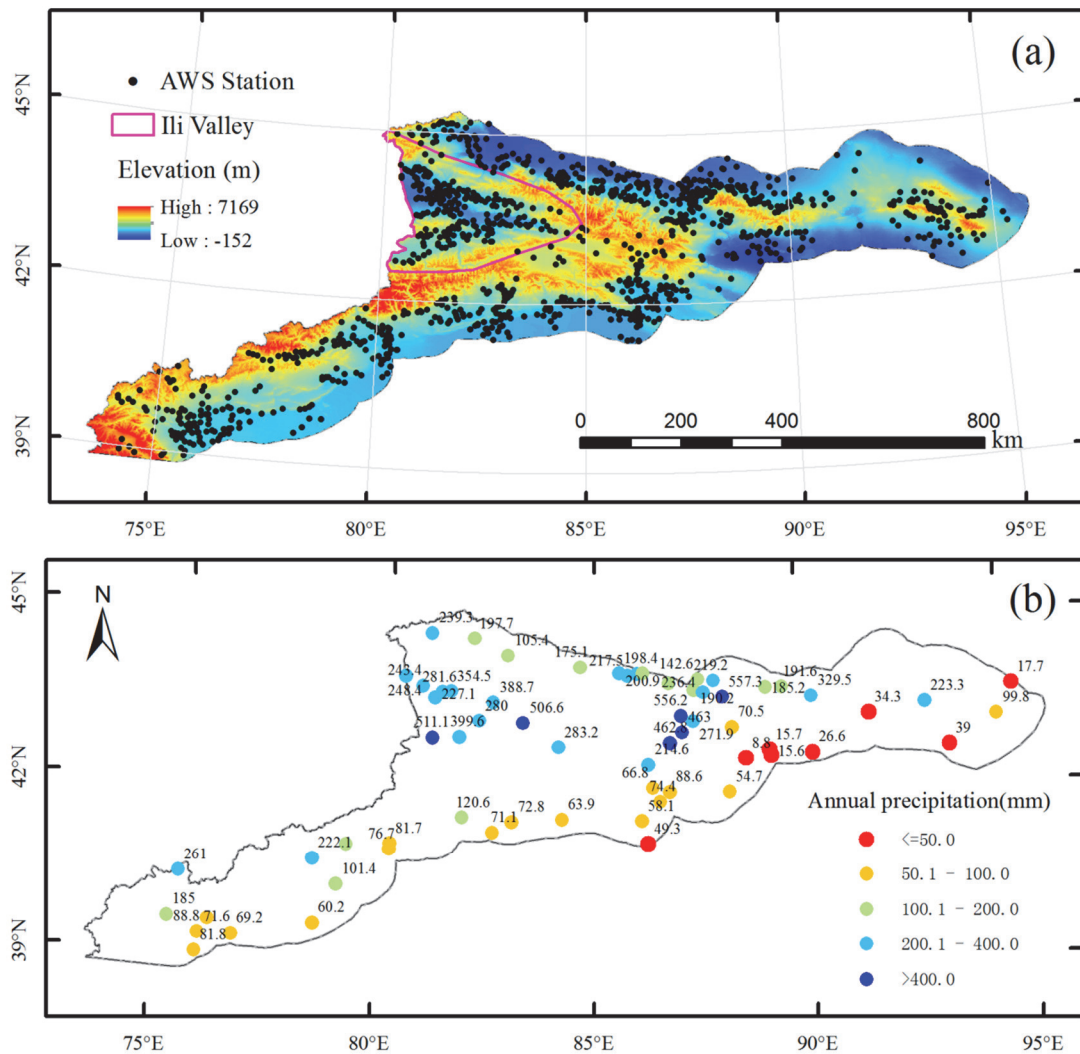 (a)
AWS Station
Ili Valley
Elevation (m)
High : 7169
Low : -152
45°N
42°N
39°N
0 200 400 800
km
75°E 80°E 85°E 90°E 95°E
(b)
N
45°N
42°N
39°N
239.3 197.7 105.4
175.1 217.5 198.4 142.6 219.2
200.9 236.4 190.2 557.3 191.6 185.2 329.5
243.4 281.6 354.5
248.4 227.1 388.7
280 506.6
511.1 399.6 283.2
556.2 463 462.8 271.9 214.6
70.5 8.8 15.7 15.6 26.6
34.3 223.3 17.7 99.8 39
66.8 74.4 88.6 54.7
58.1 49.3
120.6 71.1 72.8 63.9
76.7 81.7
222.1 101.4
261
185
88.8 71.6 69.2
81.8 60.2
Annual precipitation(mm)
<=50.0
50.1 - 100.0
100.1 - 200.0
200.1 - 400.0
>400.0
75°E 80°E 85°E 90°E 95°E